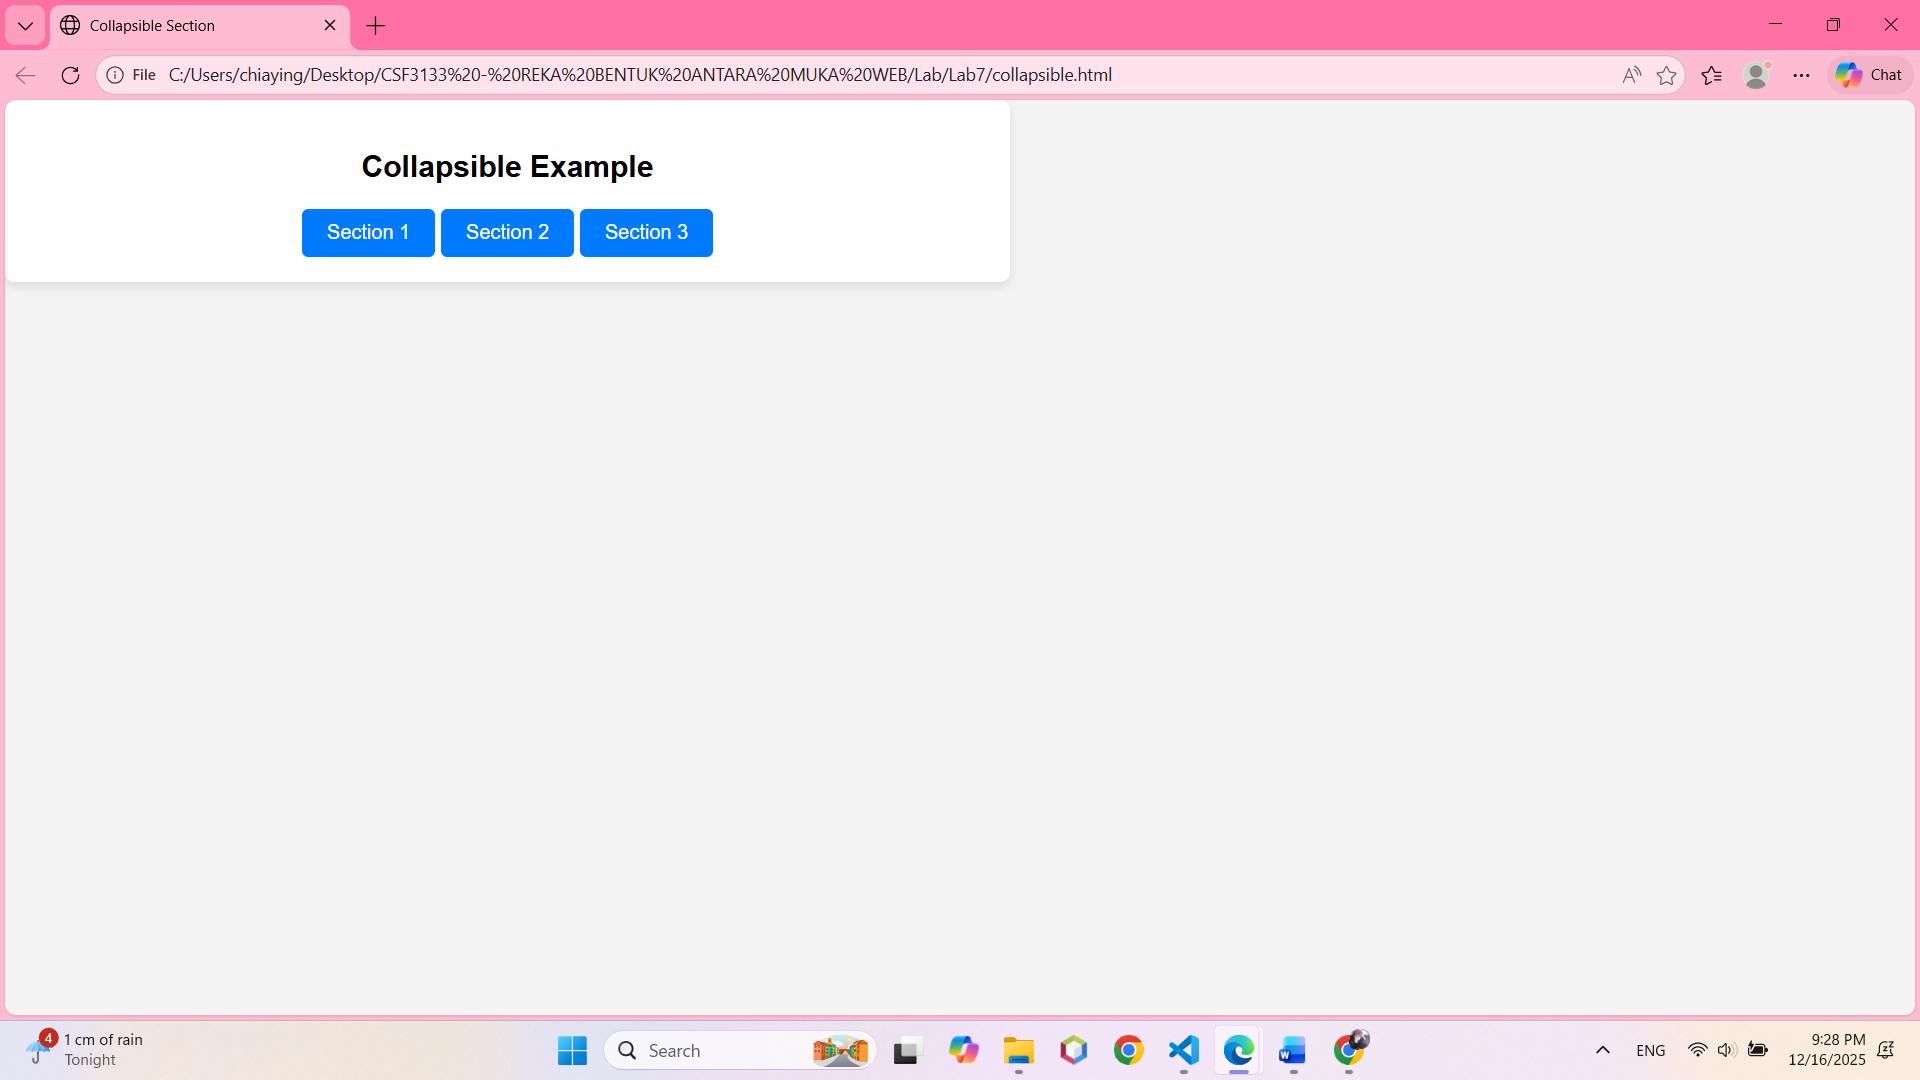 Collapsible Section
File C:/Users/chiaying/Desktop/CSF3133%20-%20REKA%20BENTUK%20ANTARA%20MUKA%20WEB/Lab/Lab7/collapsible.html
Chat
Collapsible Example
Section 1 Section 2 Section 3
4
1 cm of rain
Tonight
Search
ENG
9:28 PM
12/16/2025